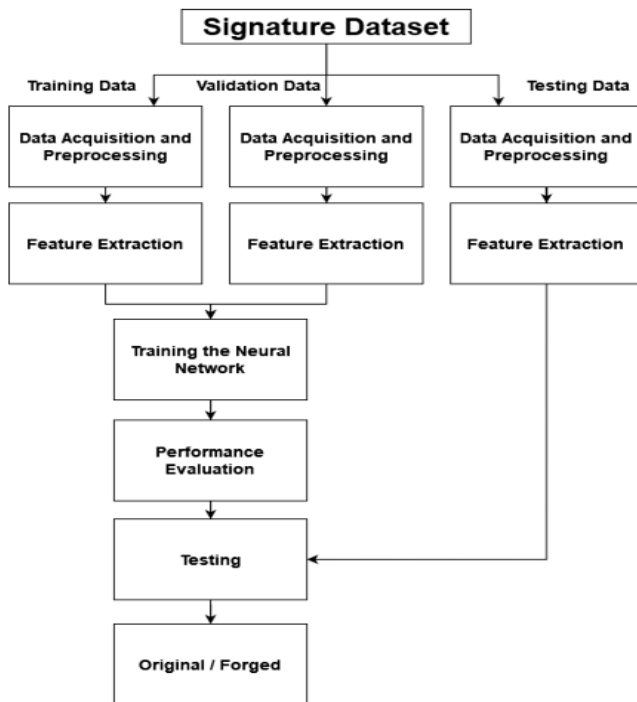 Signature Dataset
Training Data
Validation Data
Testing Data
Data Acquisition and
Preprocessing
Data Acquisition and
Preprocessing
Data Acquisition and
Preprocessing
Feature Extraction
Feature Extraction
Feature Extraction
Training the Neural
Network
Performance
Evaluation
Testing
Original / Forged